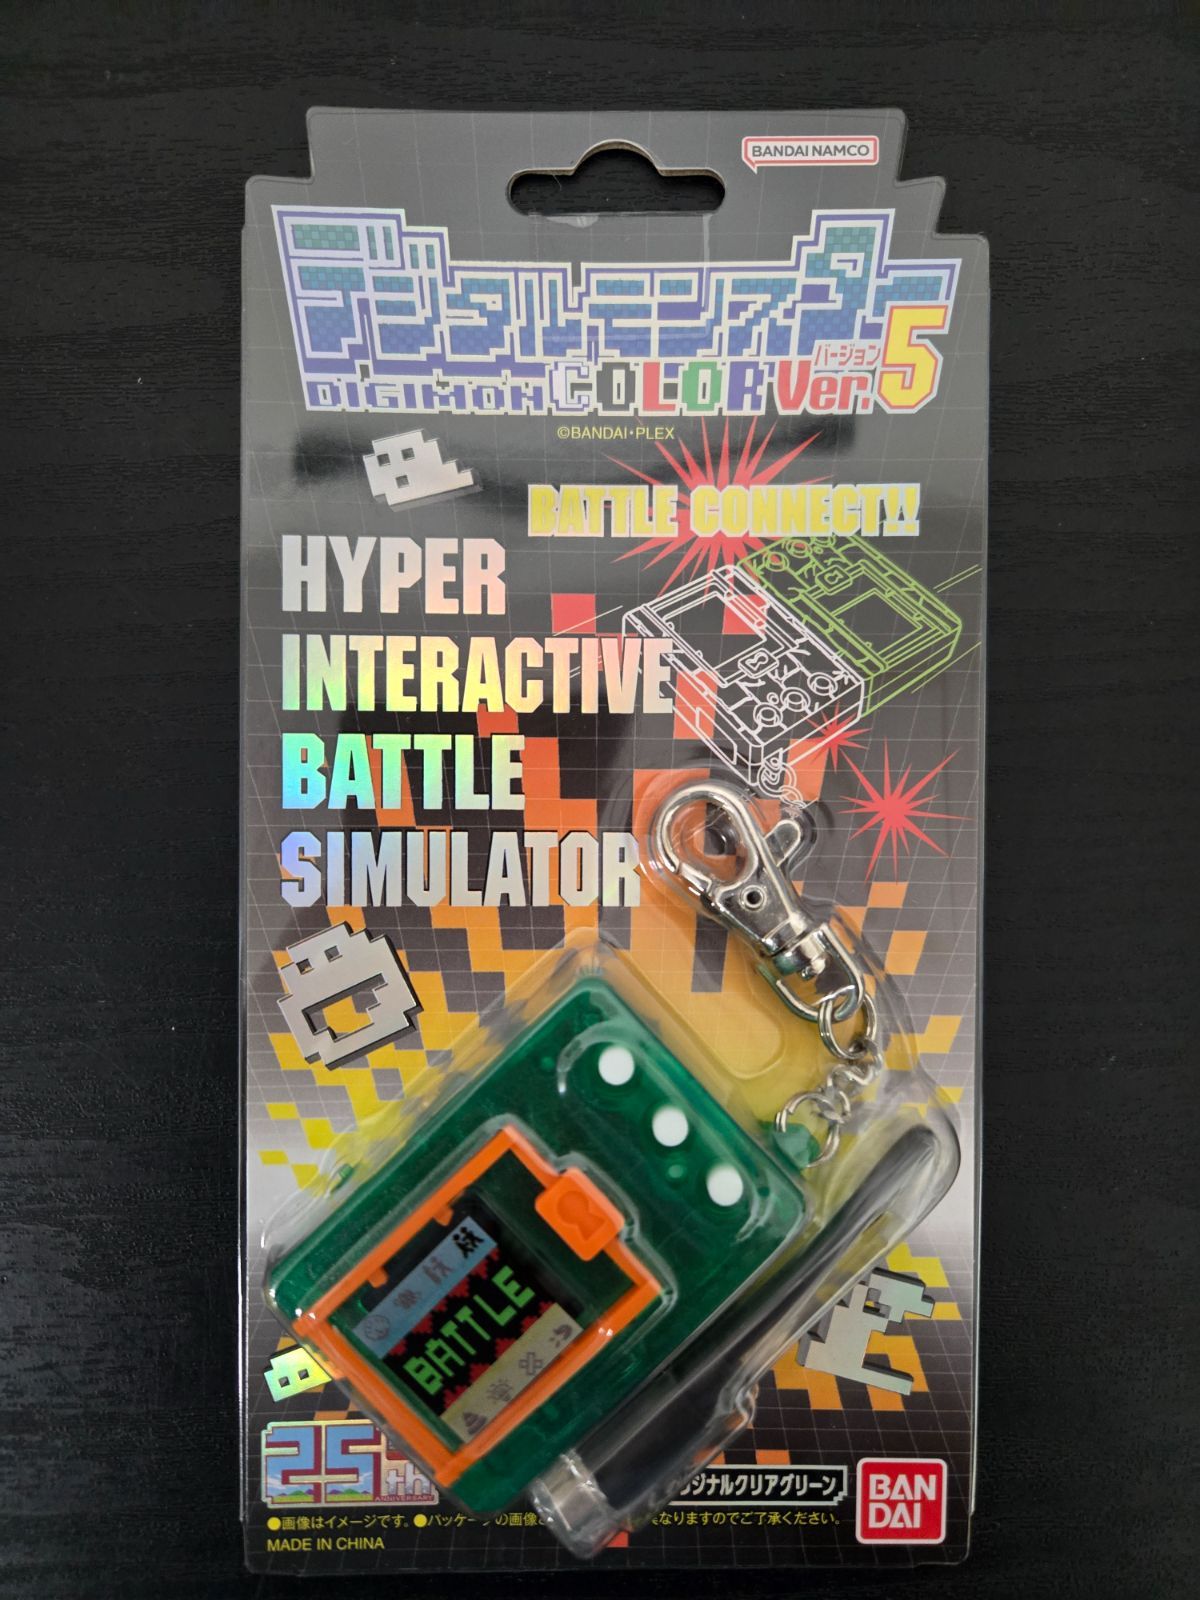 BANDAI NAMCO
デジタルモンスター
DIGIMON COLOR
バージョン
Ver.5
©BANDAI・PLEX
BATTLE CONNECT!!
HYPER
INTERACTIVE
BATTLE
SIMULATOR
BATTLE
25th
ANNIVERSARY
ジナルクリアグリーン
BAN
DAI
●画像はイメージです。●パッケージの画像と なりますのでご了承ください。
MADE IN CHINA